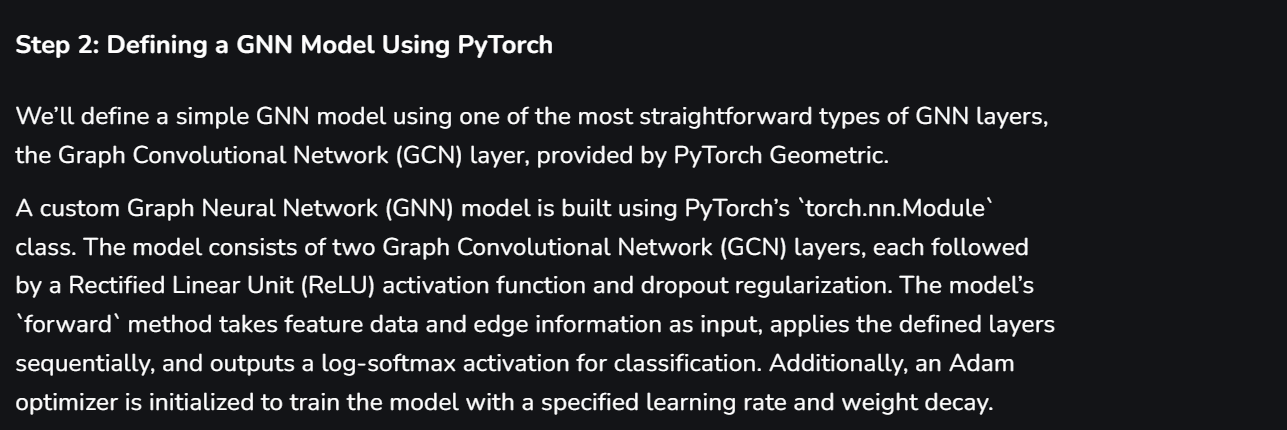 Step 2: Defining a GNN Model Using PyTorch
We’ll define a simple GNN model using one of the most straightforward types of GNN layers,
the Graph Convolutional Network (GCN) layer, provided by PyTorch Geometric.
A custom Graph Neural Network (GNN) model is built using PyTorch’s `torch.nn.Module`
class. The model consists of two Graph Convolutional Network (GCN) layers, each followed
by a Rectified Linear Unit (ReLU) activation function and dropout regularization. The model’s
`forward` method takes feature data and edge information as input, applies the defined layers
sequentially, and outputs a log-softmax activation for classification. Additionally, an Adam
optimizer is initialized to train the model with a specified learning rate and weight decay.